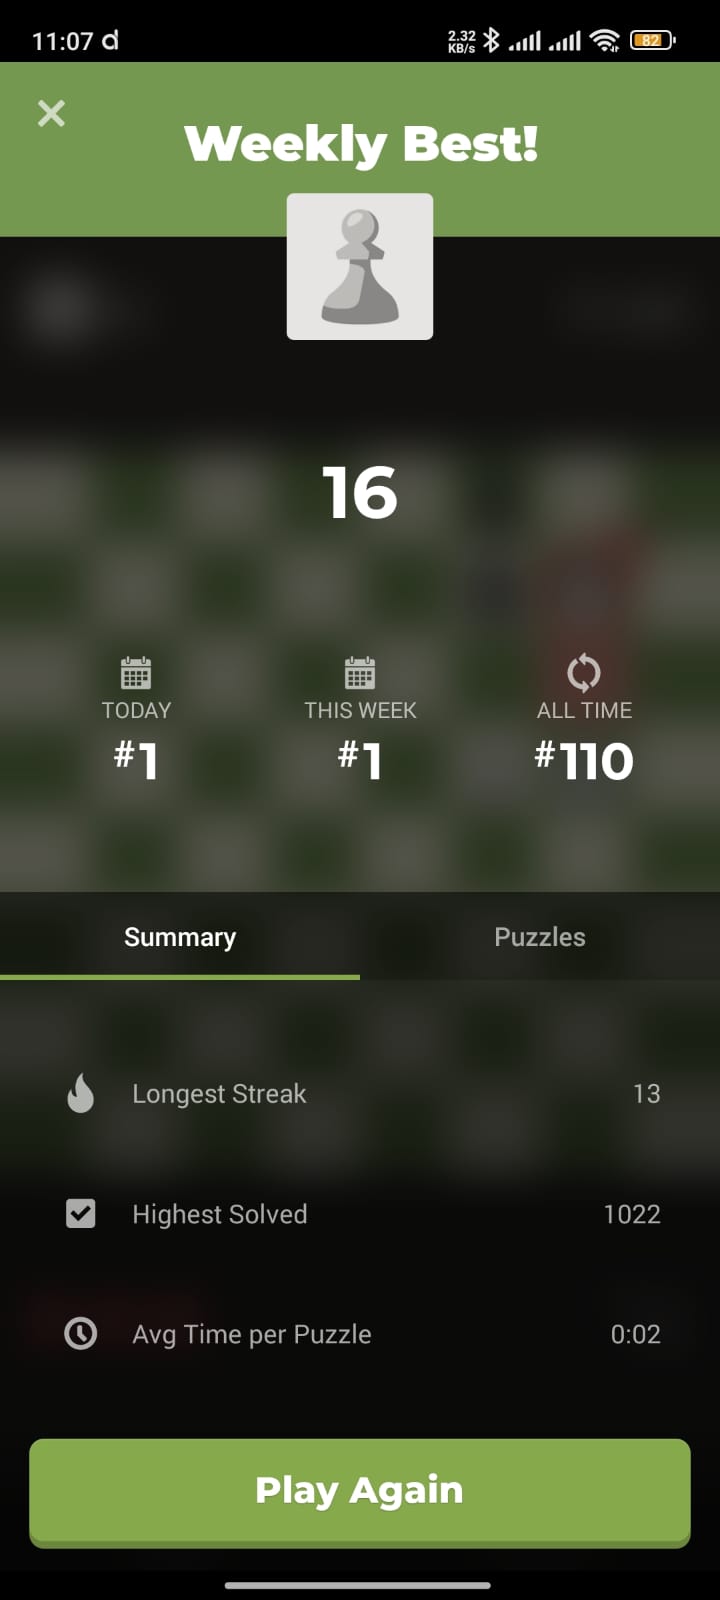 11:07
2.32
KB/s
82
Weekly Best!
16
TODAY THIS WEEK ALL TIME
#1 #1 #110
Summary Puzzles
Longest Streak 13
Highest Solved 1022
Avg Time per Puzzle 0:02
Play Again